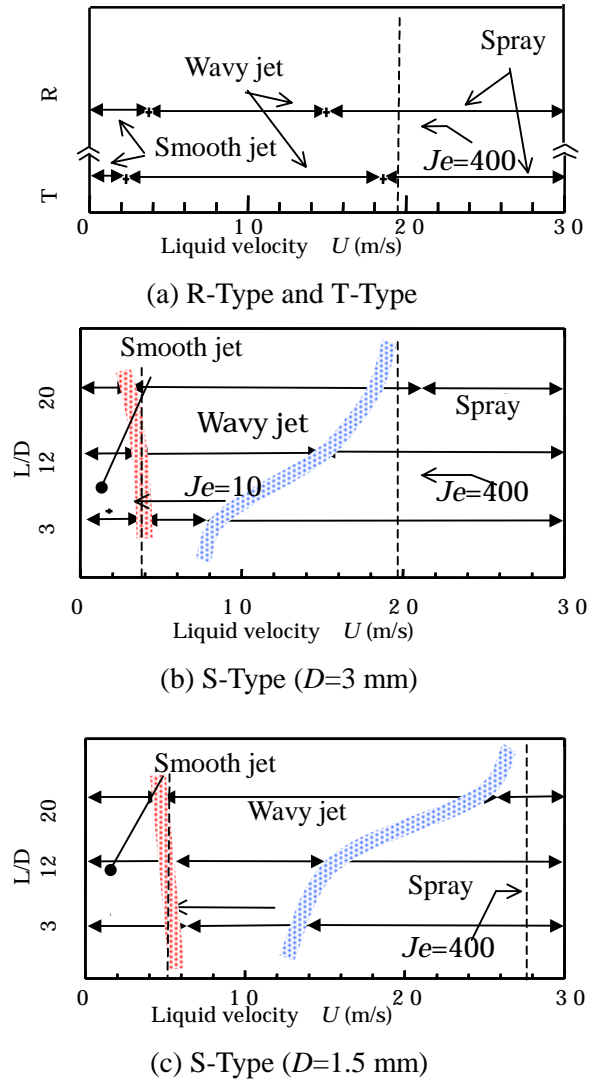 Spray
Wavy jet
R
Smooth jet
Je=400
T
0 10 20 30
Liquid velocity U (m/s)
(a) R-Type and T-Type
Smooth jet
20
Spray
Wavy jet
L/D
12
Je=10
Je=400
3
0 10 20 30
Liquid velocity U (m/s)
(b) S-Type (D=3 mm)
Smooth jet
20
Wavy jet
L/D
12
Spray
3
Je=400
0 10 20 30
Liquid velocity U (m/s)
(c) S-Type (D=1.5 mm)